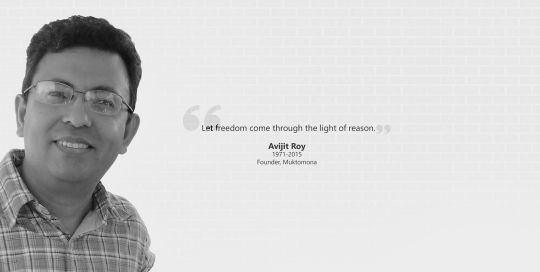 Let freedom come through the light of reason.
Avijit Roy
1971-2015
Founder, Muktomona